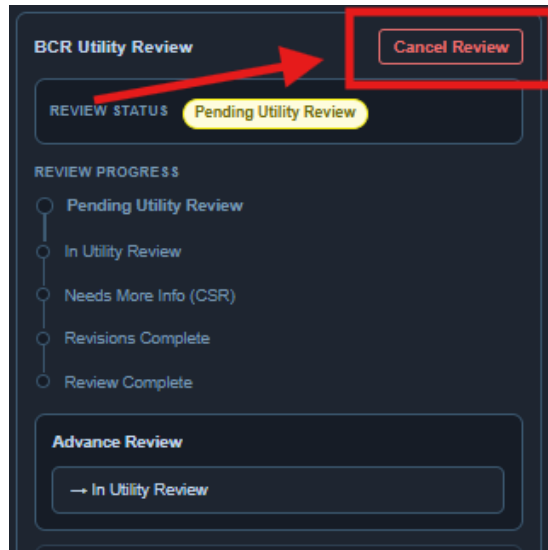 BCR Utility Review
Cancel Review
REVIEW STATUS
Pending Utility Review
REVIEW PROGRESS
Pending Utility Review
In Utility Review
Needs More Info (CSR)
Revisions Complete
Review Complete
Advance Review
→ In Utility Review